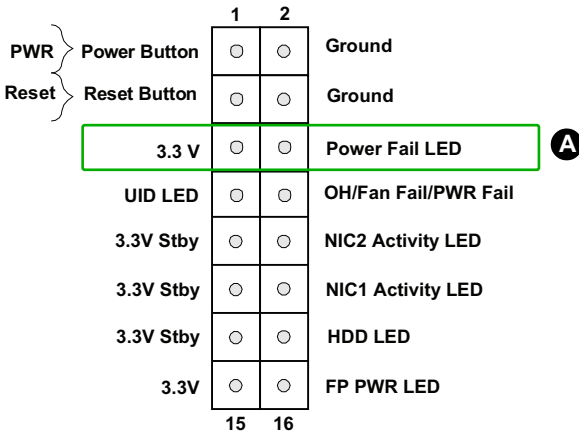 1 2
PWR Power Button Ground
Reset Reset Button Ground
3.3 V Power Fail LED A
UID LED OH/Fan Fail/PWR Fail
3.3V Stby NIC2 Activity LED
3.3V Stby NIC1 Activity LED
3.3V Stby HDD LED
3.3V FP PWR LED
15 16